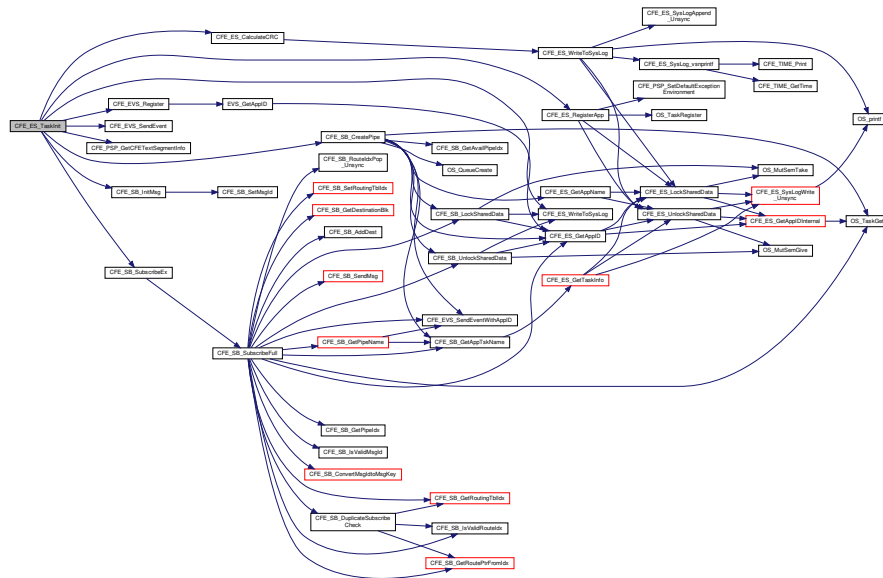 CFE_ES_SysLogAppend
_Unsync
CFE_ES_CalculateCRC
CFE_ES_WriteToSysLog
CFE_ES_SysLog_vsnprintf
CFE_TIME_Print
CFE_TIME_GetTime
CFE_PSP_SetDefaultException
Environment
CFE_EVS_Register
EVS_GetAppID
CFE_ES_RegisterApp
OS_TaskRegister
OS_printf
CFE_ES_TaskInit
CFE_EVS_SendEvent
CFE_PSP_GetCFETextSegmentInfo
CFE_SB_CreatePipe
CFE_SB_GetAvailPipeIdx
CFE_SB_RouteIdxPop
_Unsync
OS_QueueCreate
OS_MutSemTake
CFE_SB_InitMsg
CFE_SB_SetMsgId
CFE_SB_SetRoutingTblIdx
CFE_ES_GetAppName
CFE_ES_LockSharedData
CFE_ES_SysLogWrite
_Unsync
CFE_SB_GetDestinationBlk
CFE_SB_LockSharedData
CFE_ES_WriteToSysLog
CFE_ES_UnlockSharedData
CFE_ES_GetAppIDInternal
OS_TaskGetId
CFE_SB_AddDest
CFE_ES_GetAppID
CFE_SB_UnlockSharedData
OS_MutSemGive
CFE_SB_SubscribeEx
CFE_SB_SendMsg
CFE_ES_GetTaskInfo
CFE_EVS_SendEventWithAppID
CFE_SB_GetPipeName
CFE_SB_GetAppTskName
CFE_SB_SubscribeFull
CFE_SB_GetPipeIdx
CFE_SB_IsValidMsgId
CFE_SB_ConvertMsgIdtoMsgKey
CFE_SB_GetRoutingTblIdx
CFE_SB_DuplicateSubscribe
Check
CFE_SB_IsValidRouteIdx
CFE_SB_GetRoutePtrFromIdx